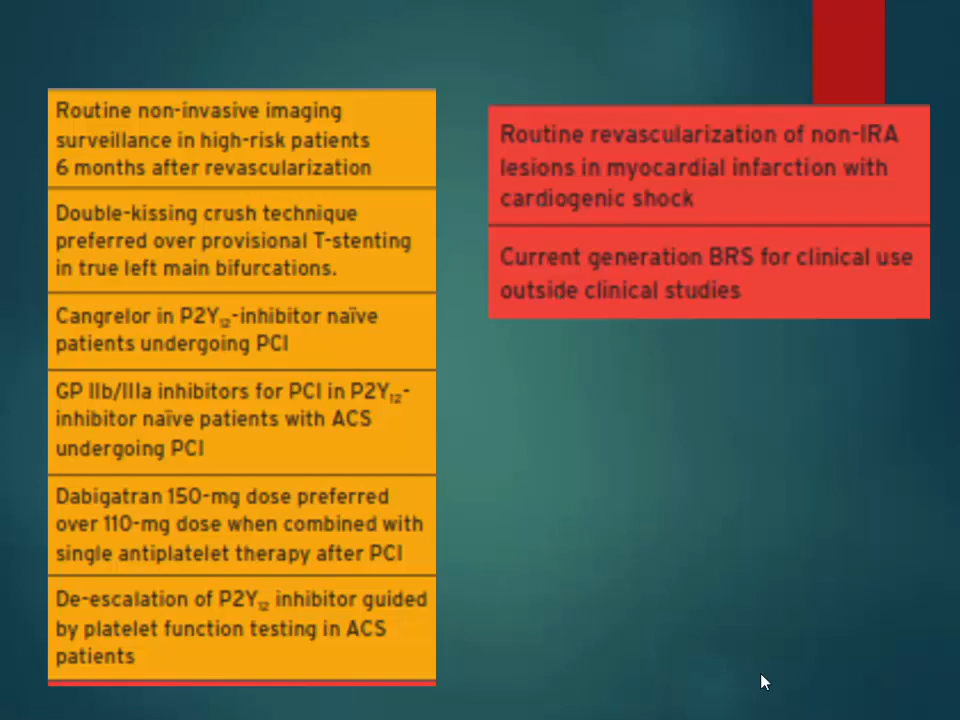 Routine non-invasive imaging
surveillance in high-risk patients
6 months after revascularization
Double-kissing crush technique
preferred over provisional T-stenting
in true left main bifurcations.
Cangrelor in P2Y₁₂-inhibitor naïve
patients undergoing PCI
GP IIb/IIIa inhibitors for PCI in P2Y₁₂-
inhibitor naïve patients with ACS
undergoing PCI
Dabigatran 150-mg dose preferred
over 110-mg dose when combined with
single antiplatelet therapy after PCI
De-escalation of P2Y₁₂ inhibitor guided
by platelet function testing in ACS
patients
Routine revascularization of non-IRA
lesions in myocardial infarction with
cardiogenic shock
Current generation BRS for clinical use
outside clinical studies